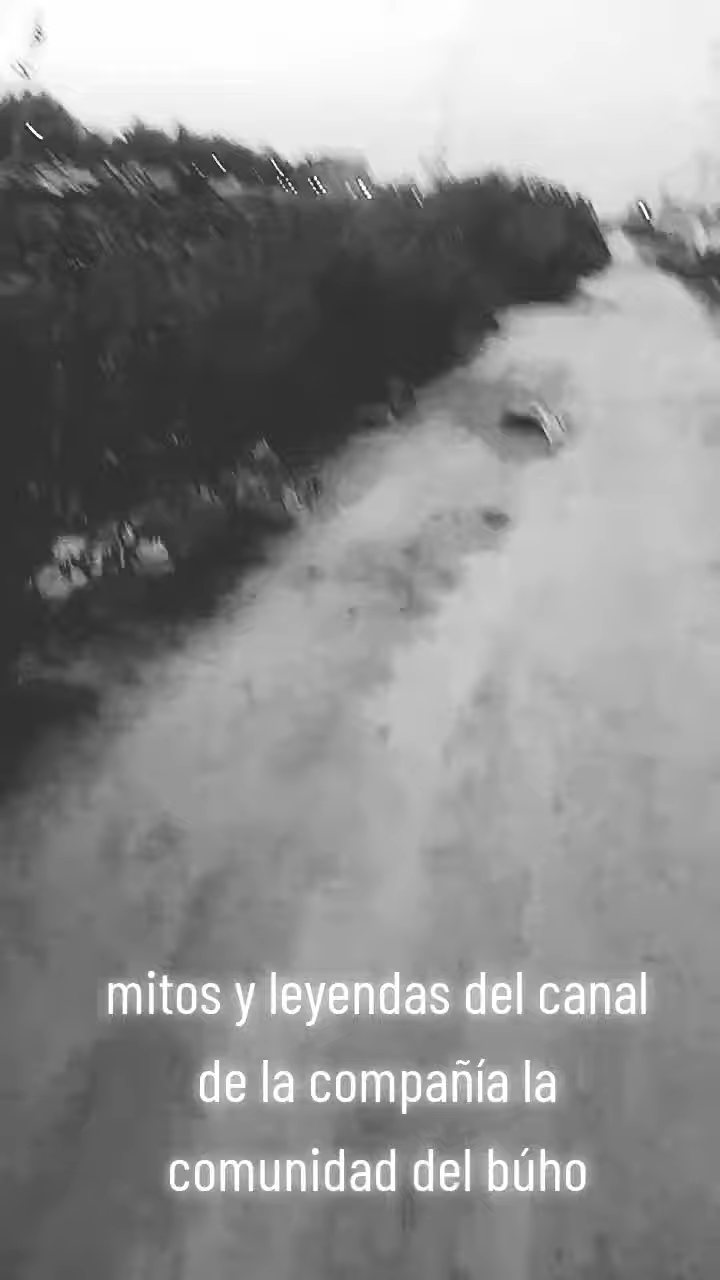 mitos y leyendas del canal
de la compañía la
comunidad del búho